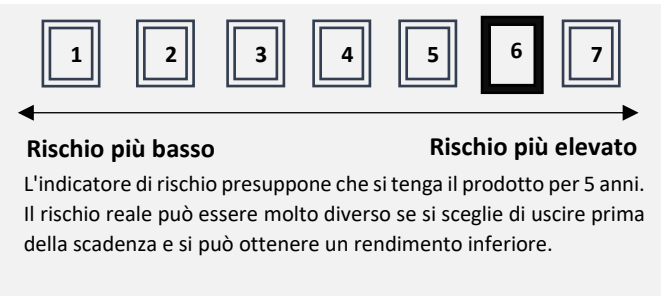 1 2 3 4 5 6 7
Rischio più basso Rischio più elevato
L'indicatore di rischio presuppone che si tenga il prodotto per 5 anni.
Il rischio reale può essere molto diverso se si sceglie di uscire prima
della scadenza e si può ottenere un rendimento inferiore.